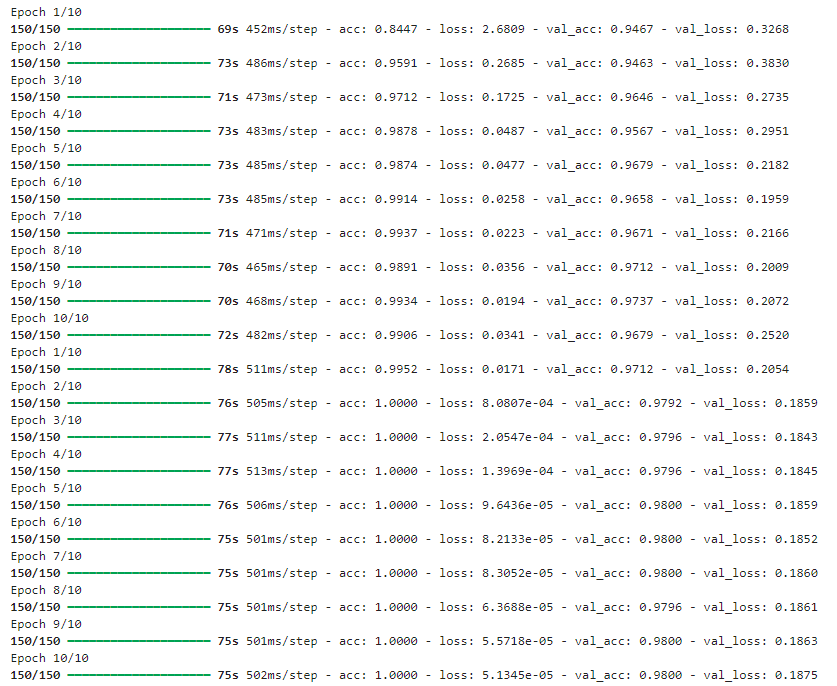 Epoch 1/10
150/150 ━━━━━━━━━━━━━━━━━━━━ 69s 452ms/step - acc: 0.8447 - loss: 2.6809 - val_acc: 0.9467 - val_loss: 0.3268
Epoch 2/10
150/150 ━━━━━━━━━━━━━━━━━━━━ 73s 486ms/step - acc: 0.9591 - loss: 0.2685 - val_acc: 0.9463 - val_loss: 0.3830
Epoch 3/10
150/150 ━━━━━━━━━━━━━━━━━━━━ 71s 473ms/step - acc: 0.9712 - loss: 0.1725 - val_acc: 0.9646 - val_loss: 0.2735
Epoch 4/10
150/150 ━━━━━━━━━━━━━━━━━━━━ 73s 483ms/step - acc: 0.9878 - loss: 0.0487 - val_acc: 0.9567 - val_loss: 0.2951
Epoch 5/10
150/150 ━━━━━━━━━━━━━━━━━━━━ 73s 485ms/step - acc: 0.9874 - loss: 0.0477 - val_acc: 0.9679 - val_loss: 0.2182
Epoch 6/10
150/150 ━━━━━━━━━━━━━━━━━━━━ 73s 485ms/step - acc: 0.9914 - loss: 0.0258 - val_acc: 0.9658 - val_loss: 0.1959
Epoch 7/10
150/150 ━━━━━━━━━━━━━━━━━━━━ 71s 471ms/step - acc: 0.9937 - loss: 0.0223 - val_acc: 0.9671 - val_loss: 0.2166
Epoch 8/10
150/150 ━━━━━━━━━━━━━━━━━━━━ 70s 465ms/step - acc: 0.9891 - loss: 0.0356 - val_acc: 0.9712 - val_loss: 0.2009
Epoch 9/10
150/150 ━━━━━━━━━━━━━━━━━━━━ 70s 468ms/step - acc: 0.9934 - loss: 0.0194 - val_acc: 0.9737 - val_loss: 0.2072
Epoch 10/10
150/150 ━━━━━━━━━━━━━━━━━━━━ 72s 482ms/step - acc: 0.9906 - loss: 0.0341 - val_acc: 0.9679 - val_loss: 0.2520
Epoch 1/10
150/150 ━━━━━━━━━━━━━━━━━━━━ 78s 511ms/step - acc: 0.9952 - loss: 0.0171 - val_acc: 0.9712 - val_loss: 0.2054
Epoch 2/10
150/150 ━━━━━━━━━━━━━━━━━━━━ 76s 505ms/step - acc: 1.0000 - loss: 8.0807e-04 - val_acc: 0.9792 - val_loss: 0.1859
Epoch 3/10
150/150 ━━━━━━━━━━━━━━━━━━━━ 77s 511ms/step - acc: 1.0000 - loss: 2.0547e-04 - val_acc: 0.9796 - val_loss: 0.1843
Epoch 4/10
150/150 ━━━━━━━━━━━━━━━━━━━━ 77s 513ms/step - acc: 1.0000 - loss: 1.3969e-04 - val_acc: 0.9796 - val_loss: 0.1845
Epoch 5/10
150/150 ━━━━━━━━━━━━━━━━━━━━ 76s 506ms/step - acc: 1.0000 - loss: 9.6436e-05 - val_acc: 0.9800 - val_loss: 0.1859
Epoch 6/10
150/150 ━━━━━━━━━━━━━━━━━━━━ 75s 501ms/step - acc: 1.0000 - loss: 8.2133e-05 - val_acc: 0.9800 - val_loss: 0.1852
Epoch 7/10
150/150 ━━━━━━━━━━━━━━━━━━━━ 75s 501ms/step - acc: 1.0000 - loss: 8.3052e-05 - val_acc: 0.9800 - val_loss: 0.1860
Epoch 8/10
150/150 ━━━━━━━━━━━━━━━━━━━━ 75s 501ms/step - acc: 1.0000 - loss: 6.3688e-05 - val_acc: 0.9796 - val_loss: 0.1861
Epoch 9/10
150/150 ━━━━━━━━━━━━━━━━━━━━ 75s 501ms/step - acc: 1.0000 - loss: 5.5718e-05 - val_acc: 0.9800 - val_loss: 0.1863
Epoch 10/10
150/150 ━━━━━━━━━━━━━━━━━━━━ 75s 502ms/step - acc: 1.0000 - loss: 5.1345e-05 - val_acc: 0.9800 - val_loss: 0.1875